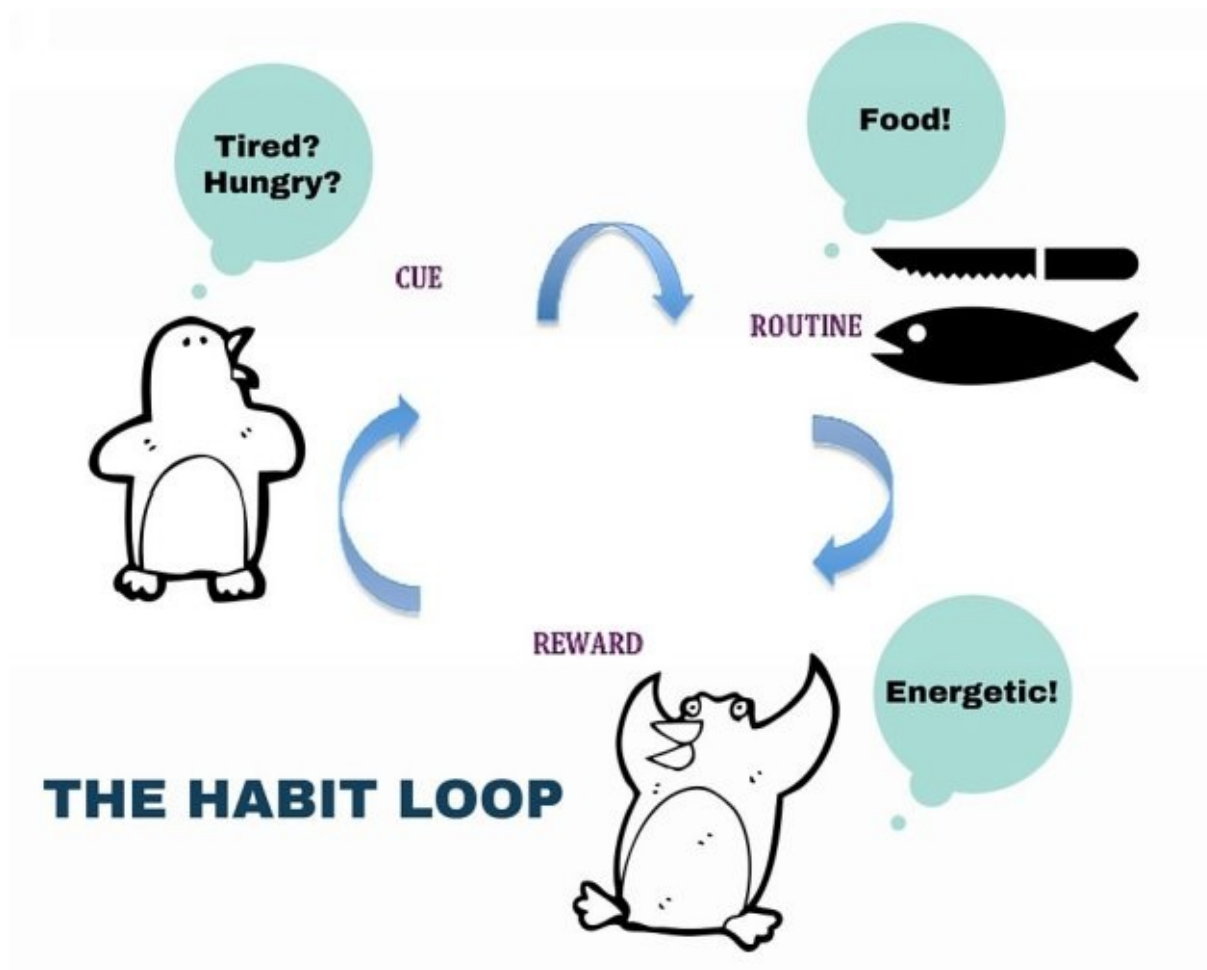 Tired?
Hungry?
CUE
Food!
ROUTINE
REWARD
Energetic!
THE HABIT LOOP